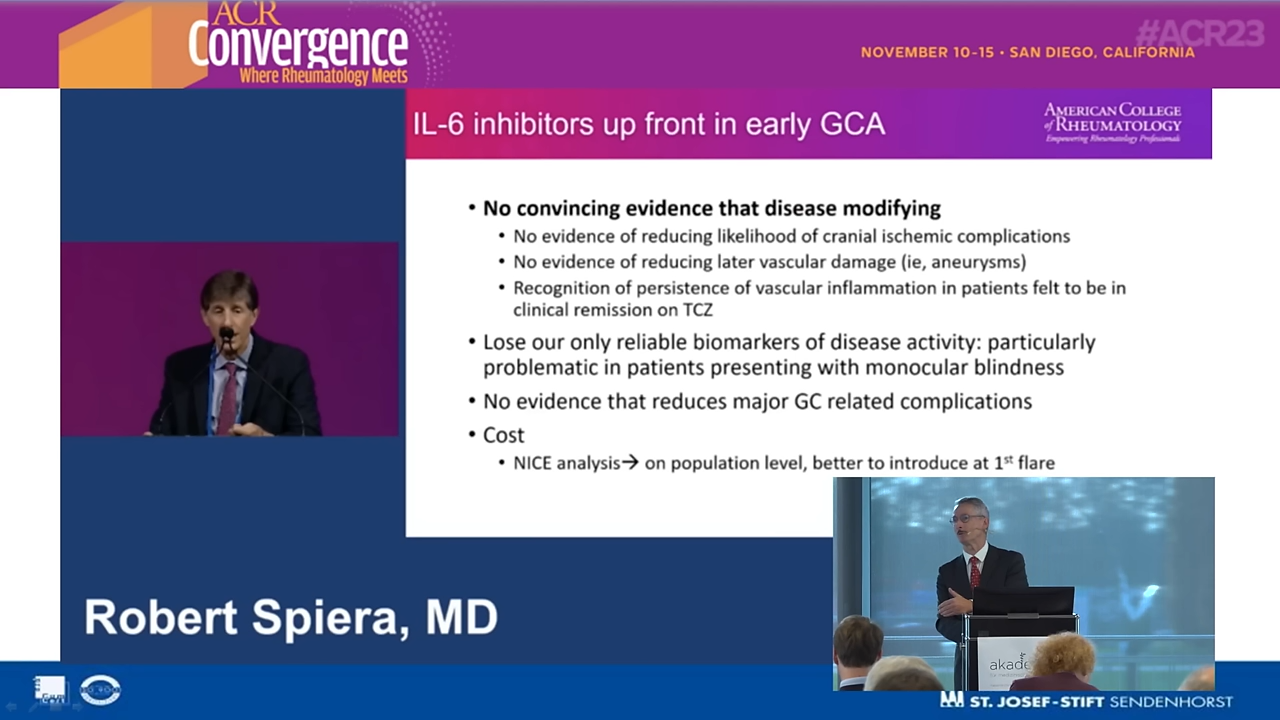 ACR
Convergence
Where Rheumatology Meets
#ACR23
NOVEMBER 10-15 • SAN DIEGO, CALIFORNIA
IL-6 inhibitors up front in early GCA
AMERICAN COLLEGE
of RHEUMATOLOGY
Empowering Rheumatology Professionals
• No convincing evidence that disease modifying
• No evidence of reducing likelihood of cranial ischemic complications
• No evidence of reducing later vascular damage (ie, aneurysms)
• Recognition of persistence of vascular inflammation in patients felt to be in
clinical remission on TCZ
• Lose our only reliable biomarkers of disease activity: particularly
problematic in patients presenting with monocular blindness
• No evidence that reduces major GC related complications
• Cost
• NICE analysis→ on population level, better to introduce at 1st flare
Robert Spiera, MD
akade
ST. JOSEF-STIFT SENDENHORST